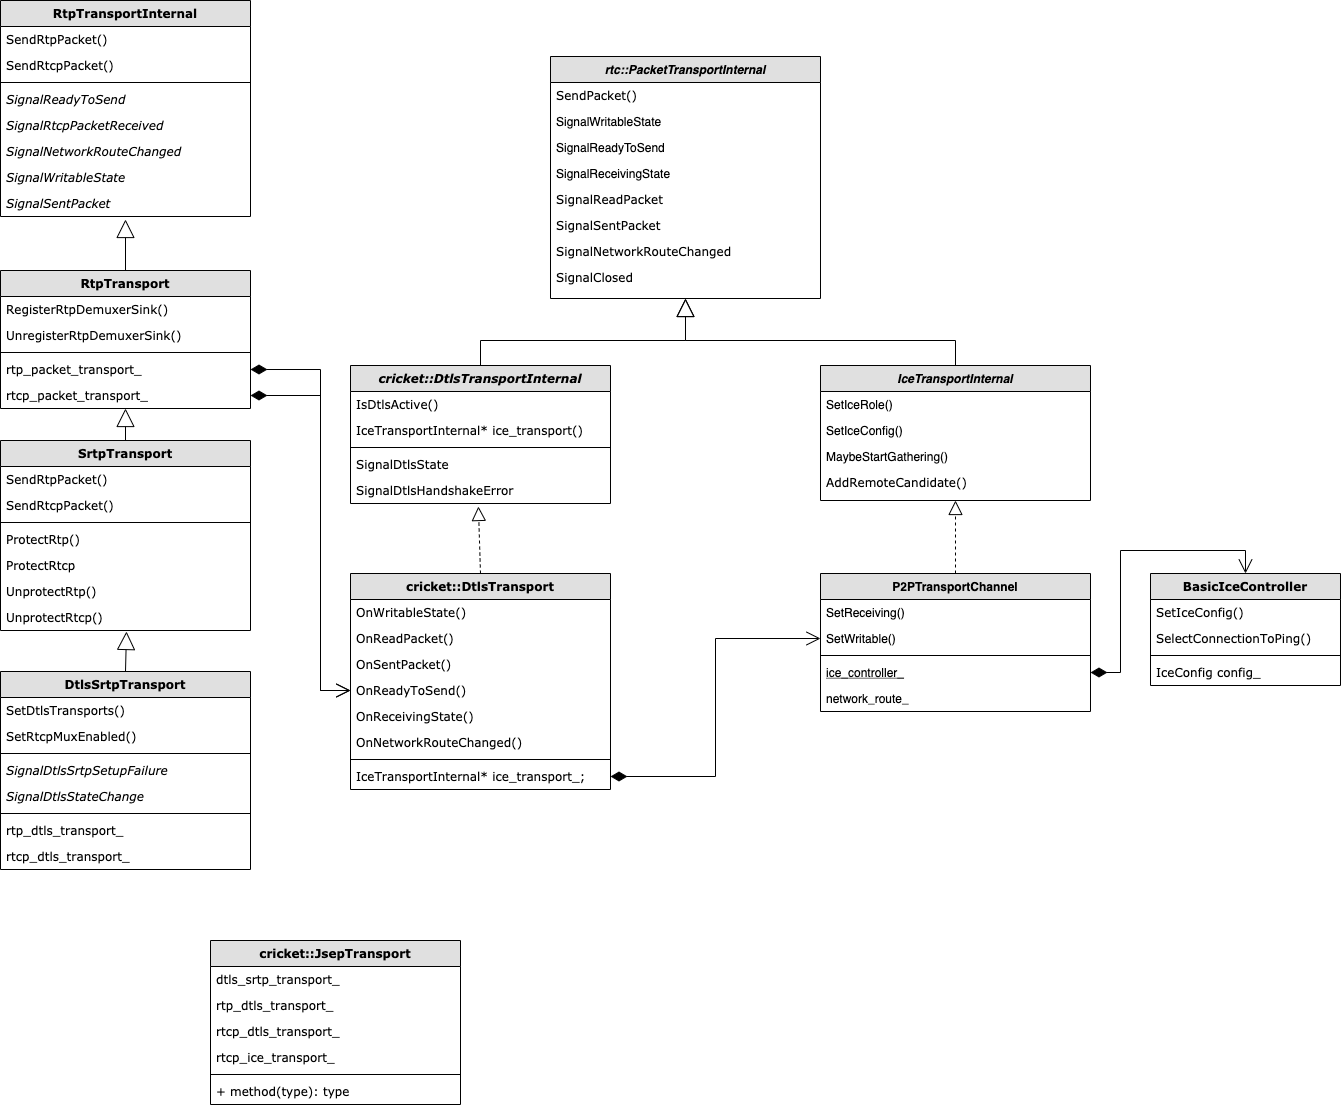 RtpTransportInternal
SendRtpPacket()
SendRtcpPacket()
SignalReadyToSend
SignalRtcpPacketReceived
SignalNetworkRouteChanged
SignalWritableState
SignalSentPacket
RtpTransport
RegisterRtpDemuxerSink()
UnregisterRtpDemuxerSink()
rtp_packet_transport_
rtcp_packet_transport_
SrtpTransport
SendRtpPacket()
SendRtcpPacket()
ProtectRtp()
ProtectRtcp
UnprotectRtp()
UnprotectRtcp()
DtlsSrtpTransport
SetDtlsTransports()
SetRtcpMuxEnabled()
SignalDtlsSrtpSetupFailure
SignalDtlsStateChange
rtp_dtls_transport_
rtcp_dtls_transport_
rtc::PacketTransportInternal
SendPacket()
SignalWritableState
SignalReadyToSend
SignalReceivingState
SignalReadPacket
SignalSentPacket
SignalNetworkRouteChanged
SignalClosed
cricket::DtlsTransportInternal
IsDtlsActive()
IceTransportInternal* ice_transport()
SignalDtlsState
SignalDtlsHandshakeError
cricket::DtlsTransport
OnWritableState()
OnReadPacket()
OnSentPacket()
OnReadyToSend()
OnReceivingState()
OnNetworkRouteChanged()
IceTransportInternal* ice_transport_;
IceTransportInternal
SetIceRole()
SetIceConfig()
MaybeStartGathering()
AddRemoteCandidate()
P2PTransportChannel
SetReceiving()
SetWritable()
ice_controller_
network_route_
BasicIceController
SetIceConfig()
SelectConnectionToPing()
IceConfig config_
cricket::JsepTransport
dtls_srtp_transport_
rtp_dtls_transport_
rtcp_dtls_transport_
rtcp_ice_transport_
+ method(type): type